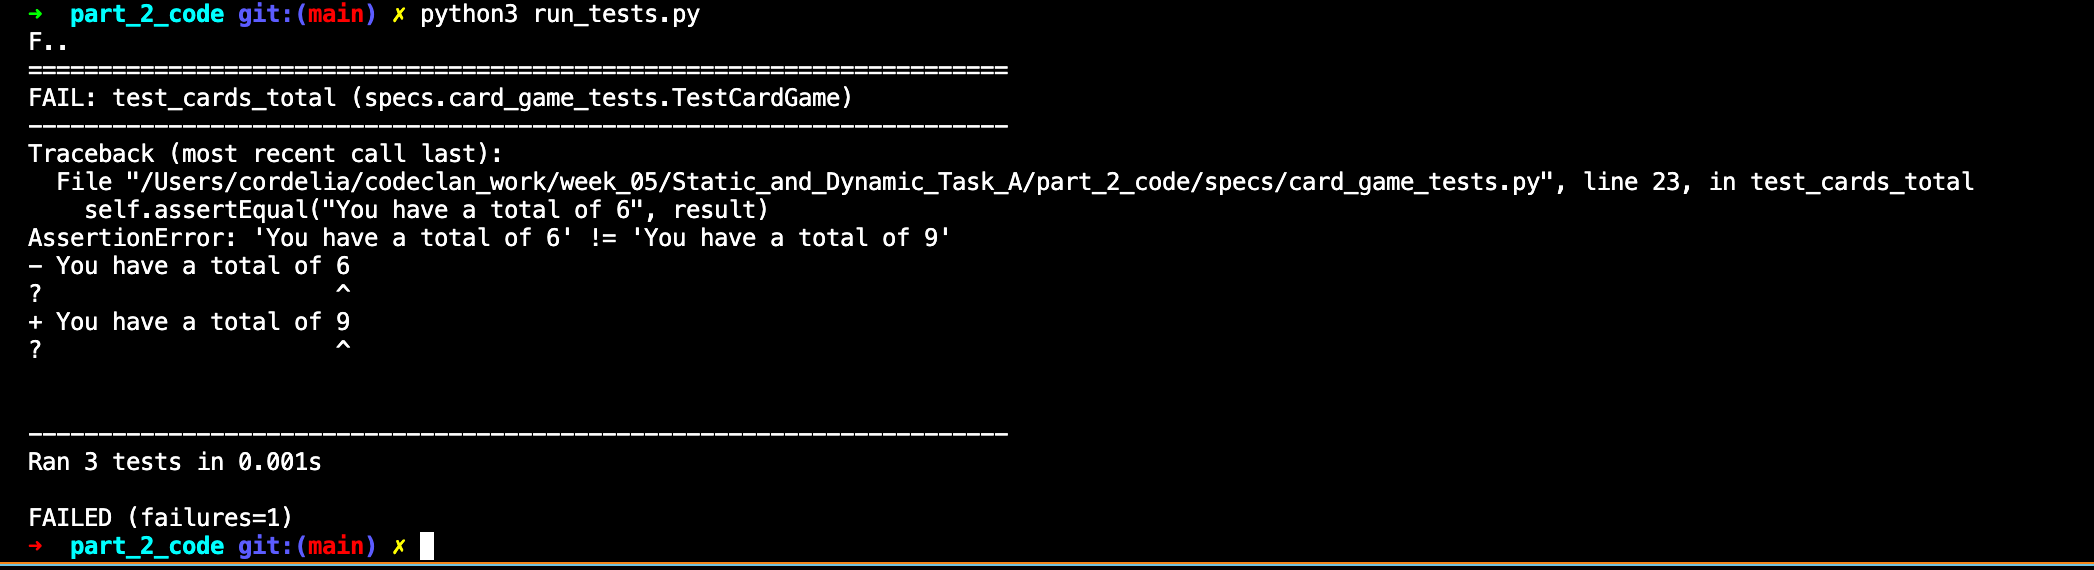 ➜  part_2_code git:(main) ✗ python3 run_tests.py
F..
======================================================================
FAIL: test_cards_total (specs.card_game_tests.TestCardGame)
----------------------------------------------------------------------
Traceback (most recent call last):
  File "/Users/cordelia/codeclan_work/week_05/Static_and_Dynamic_Task_A/part_2_code/specs/card_game_tests.py", line 23, in test_cards_total
    self.assertEqual("You have a total of 6", result)
AssertionError: 'You have a total of 6' != 'You have a total of 9'
- You have a total of 6
?                     ^
+ You have a total of 9
?                     ^


----------------------------------------------------------------------
Ran 3 tests in 0.001s

FAILED (failures=1)
➜  part_2_code git:(main) ✗